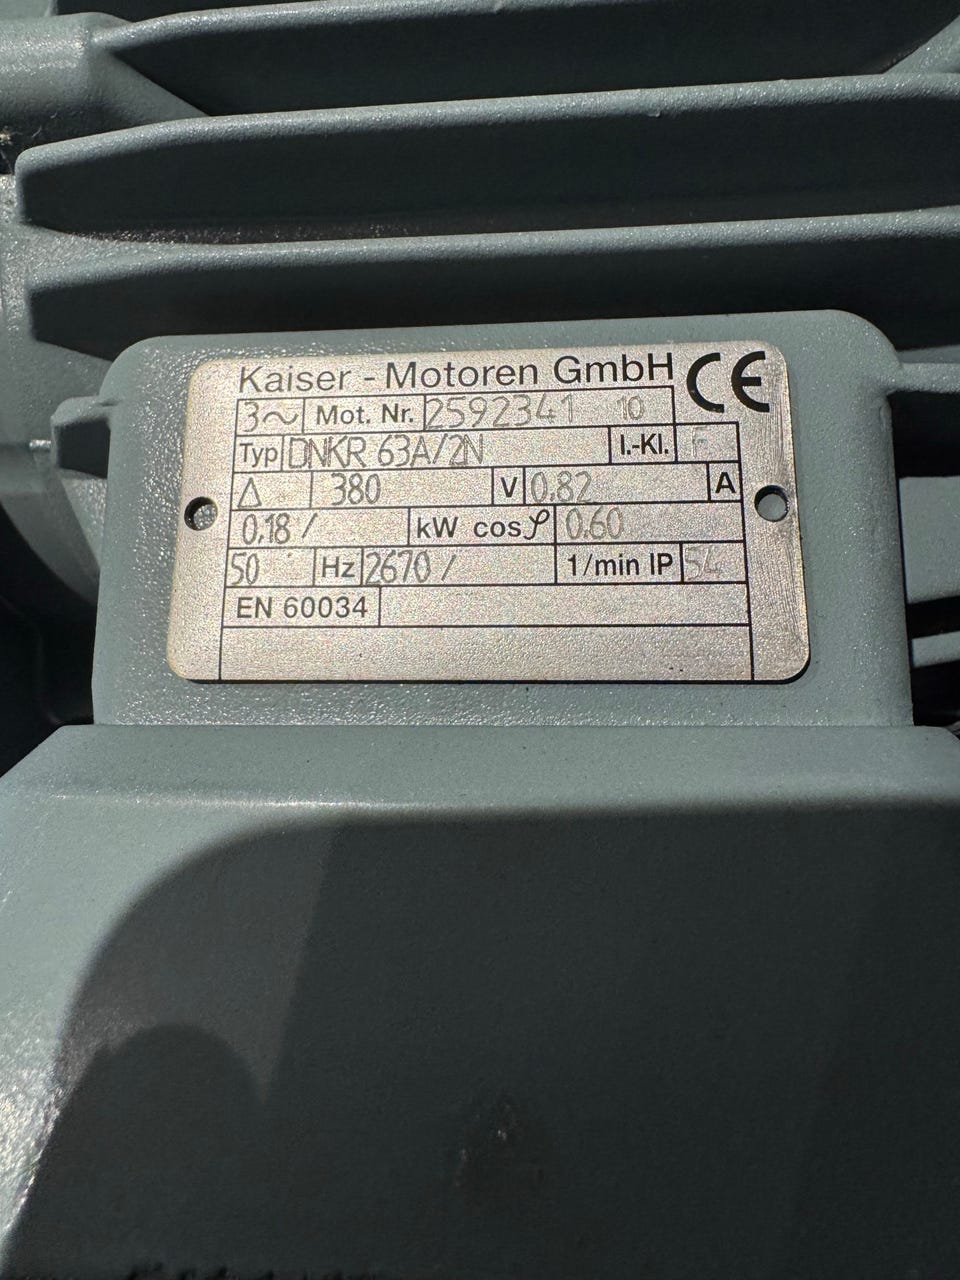 Kaiser - Motoren GmbH CE
3~ Mot. Nr. 2592341 10
Typ DNKR 63A/2N I.-Kl. F
Δ 380 V 0.82 A
0.18 / kW cosφ 0.60
50 Hz 2670 / 1/min IP 54
EN 60034